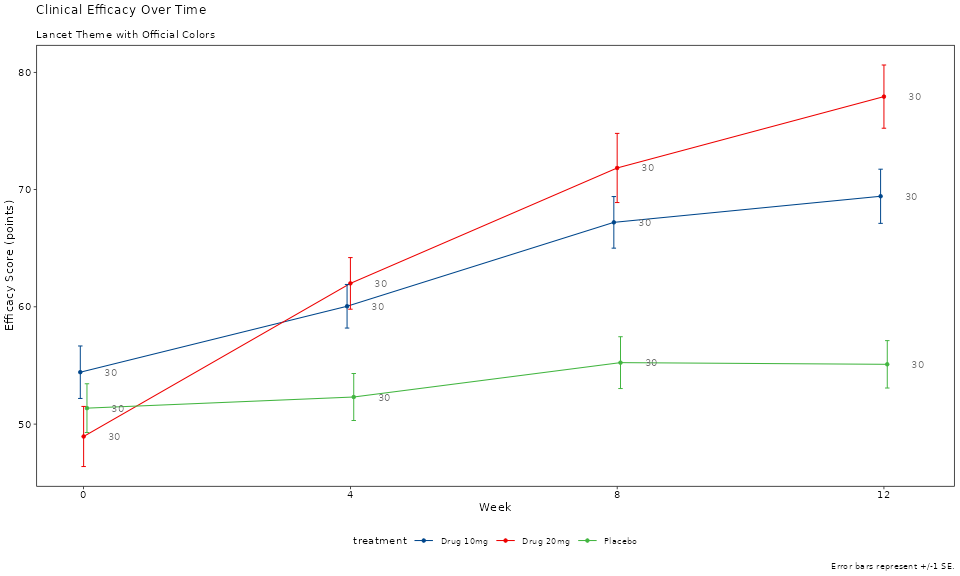 Clinical Efficacy Over Time
Lancet Theme with Official Colors
Efficacy Score (points)
80
70
60
50
30
30
30
30
30
30
30
30
30
30
30
30
0 4 8 12
Week
treatment Drug 10mg Drug 20mg Placebo
Error bars represent +/-1 SE.